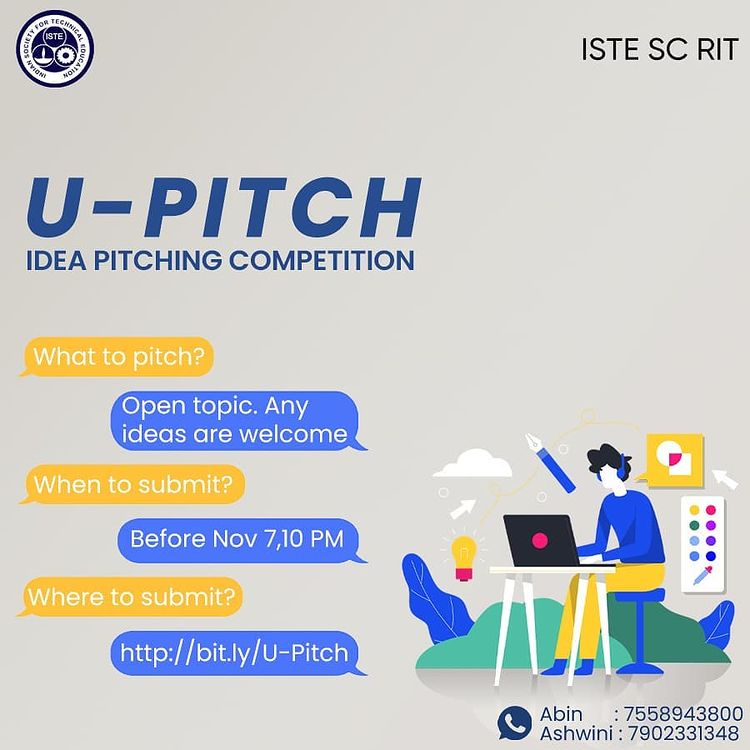 INDIAN SOCIETY FOR TECHNICAL EDUCATION
ISTE
ISTE SC RIT
U-PITCH
IDEA PITCHING COMPETITION
What to pitch?
Open topic. Any
ideas are welcome
When to submit?
Before Nov 7,10 PM
Where to submit?
http://bit.ly/U-Pitch
Abin : 7558943800
Ashwini : 7902331348